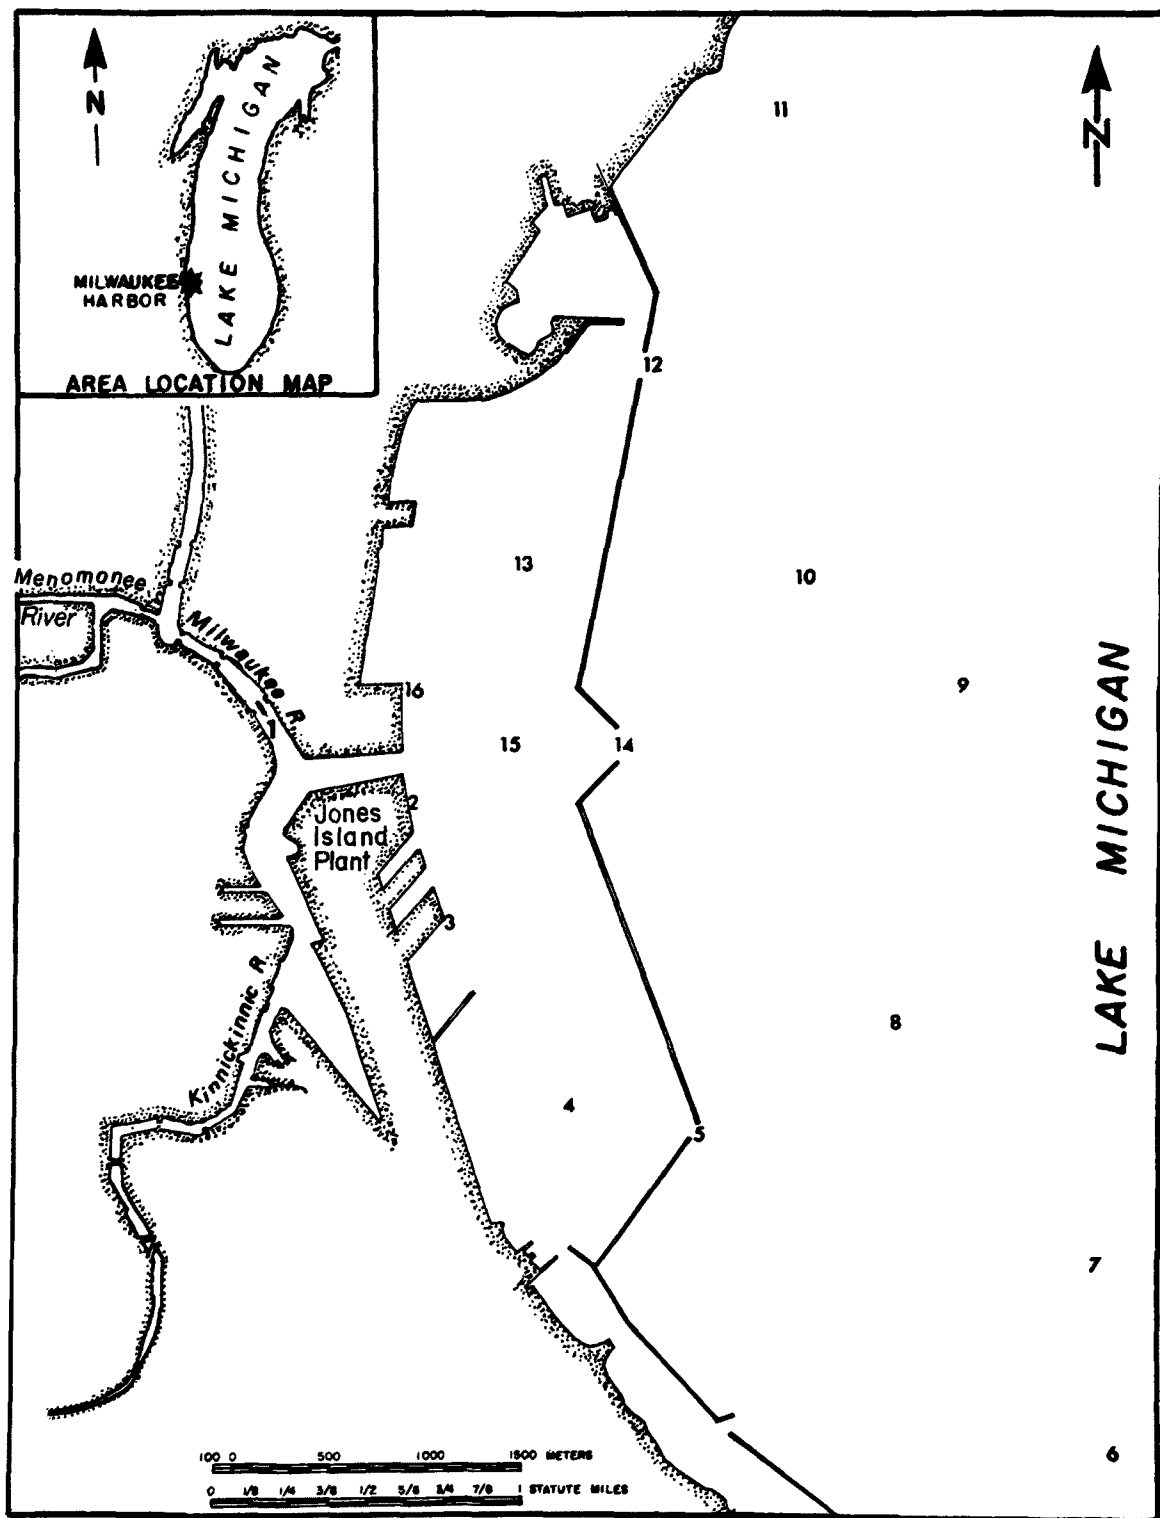 N
LAKE MICHIGAN
MILWAUKEE
HARBOR
AREA LOCATION MAP
N
11
12
Menomonee
River
13
10
Milwaukee R
LAKE MICHIGAN
16
9
1
15
14
Jones
Island
Plant
2
3
Kinnickinnic R
8
4
5
7
100 0 500 1000 1500 METERS
0 1/8 1/4 3/8 1/2 5/8 3/4 7/8 1 STATUTE MILES
6